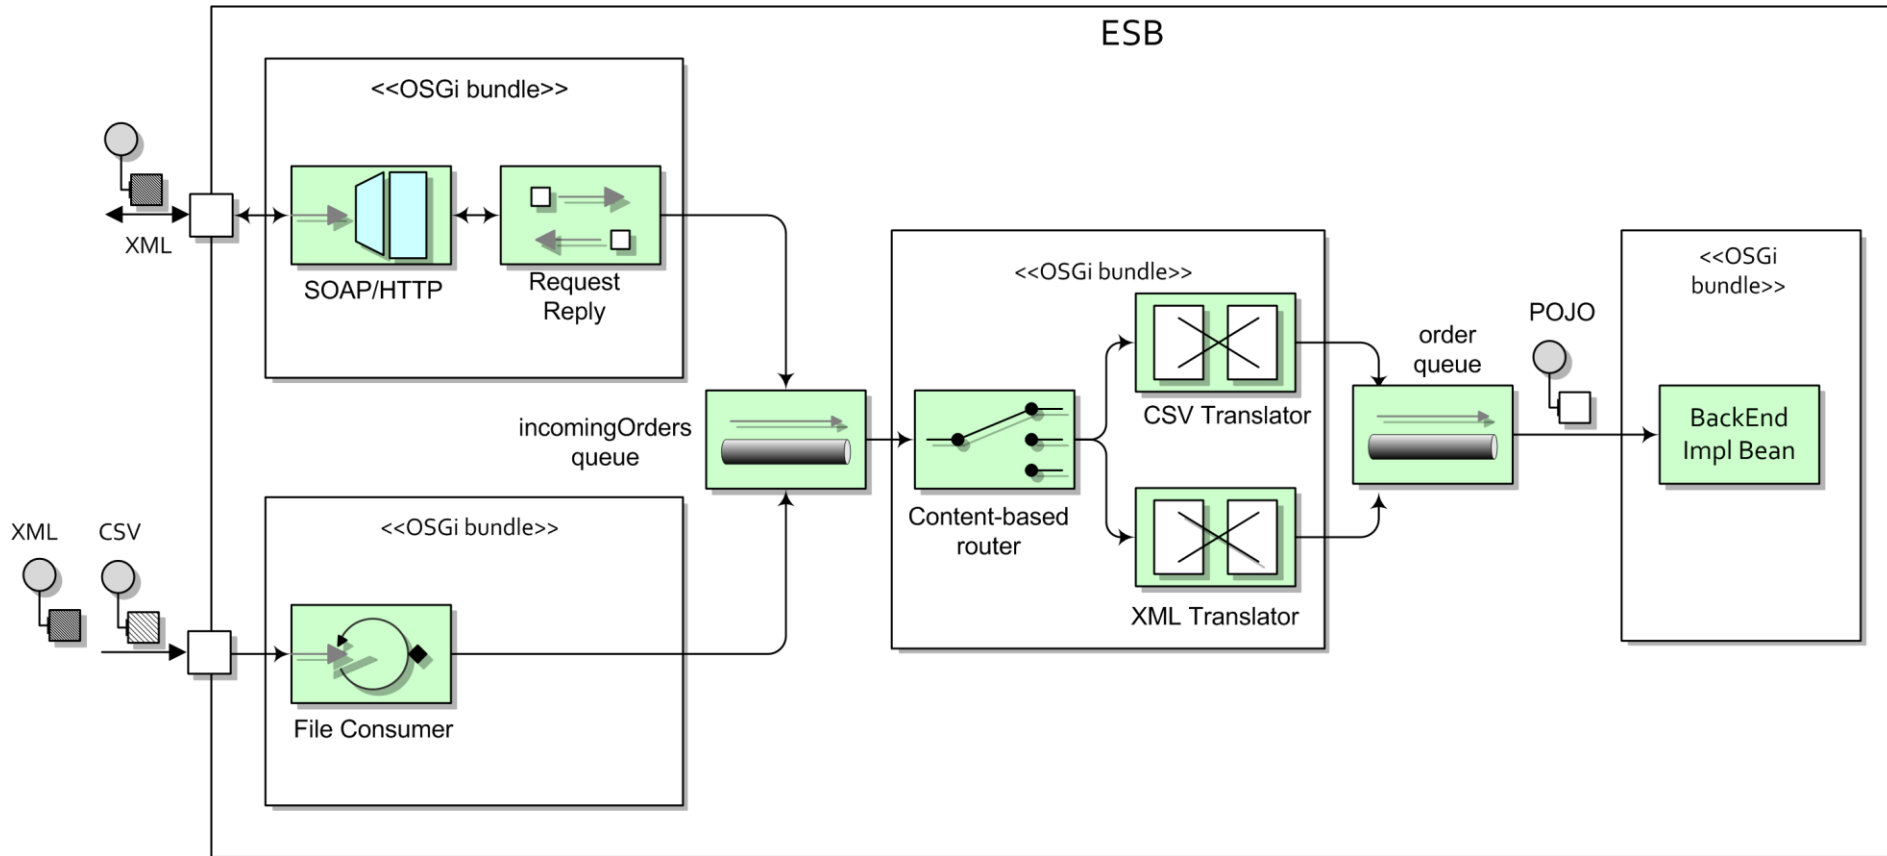 ESB
<<OSGi bundle>>
XML
SOAP/HTTP
Request
Reply
<<OSGi bundle>>
CSV Translator
XML Translator
Content-based
router
incomingOrders
queue
order
queue
POJO
<<OSGi
bundle>>
BackEnd
Impl Bean
XML
CSV
<<OSGi bundle>>
File Consumer